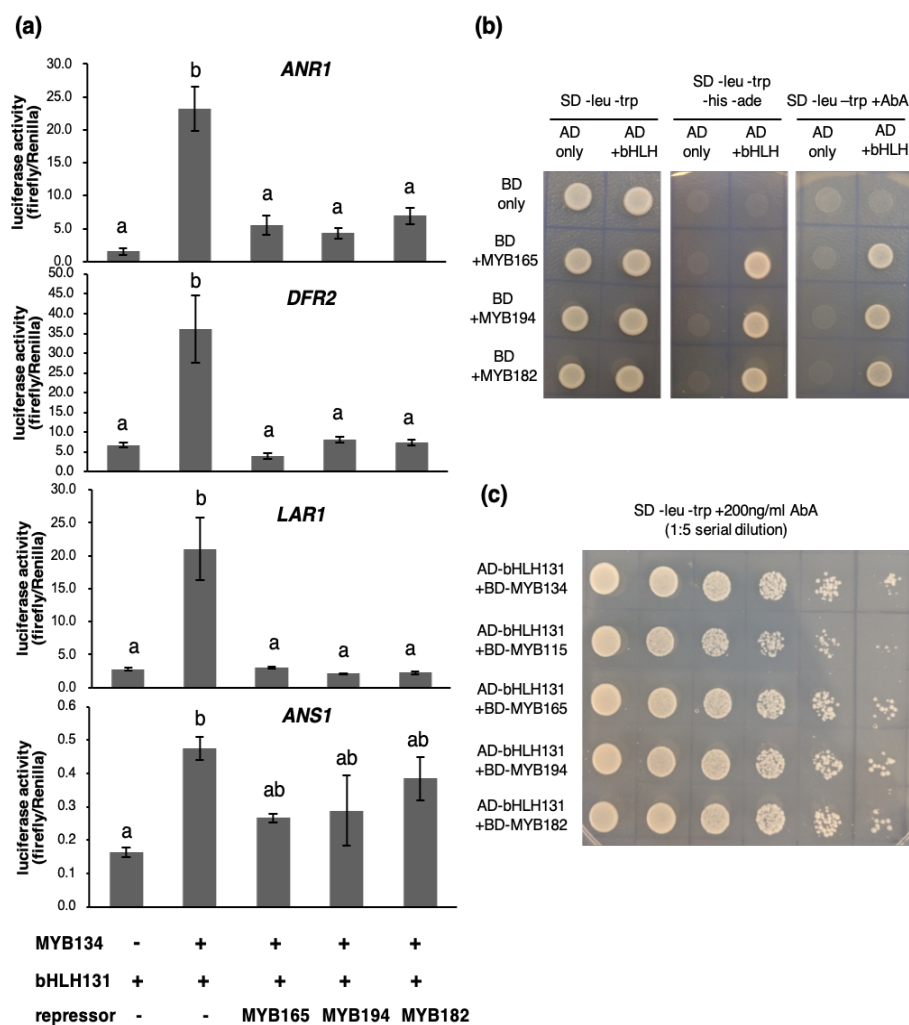 (a)
ANR1
luciferase activity
(firefly/Renilla)
30.0
25.0
20.0
15.0
10.0
5.0
0.0
a
b
a
a
a
DFR2
luciferase activity
(firefly/Renilla)
50.0
45.0
40.0
35.0
30.0
25.0
20.0
15.0
10.0
5.0
0.0
a
b
a
a
a
LAR1
luciferase activity
(firefly/Renilla)
30.0
25.0
20.0
15.0
10.0
5.0
0.0
a
b
a
a
a
ANS1
luciferase activity
(firefly/Renilla)
0.6
0.5
0.4
0.3
0.2
0.1
0.0
a
b
ab
ab
ab
MYB134 - + + + +
bHLH131 + + + + +
repressor - - MYB165 MYB194 MYB182
(b)
SD -leu -trp
SD -leu -trp
-his -ade
SD -leu –trp +AbA
AD
only
AD
+bHLH
AD
only
AD
+bHLH
AD
only
AD
+bHLH
BD
only
BD
+MYB165
BD
+MYB194
BD
+MYB182
(c)
SD -leu -trp +200ng/ml AbA
(1:5 serial dilution)
AD-bHLH131
+BD-MYB134
AD-bHLH131
+BD-MYB115
AD-bHLH131
+BD-MYB165
AD-bHLH131
+BD-MYB194
AD-bHLH131
+BD-MYB182